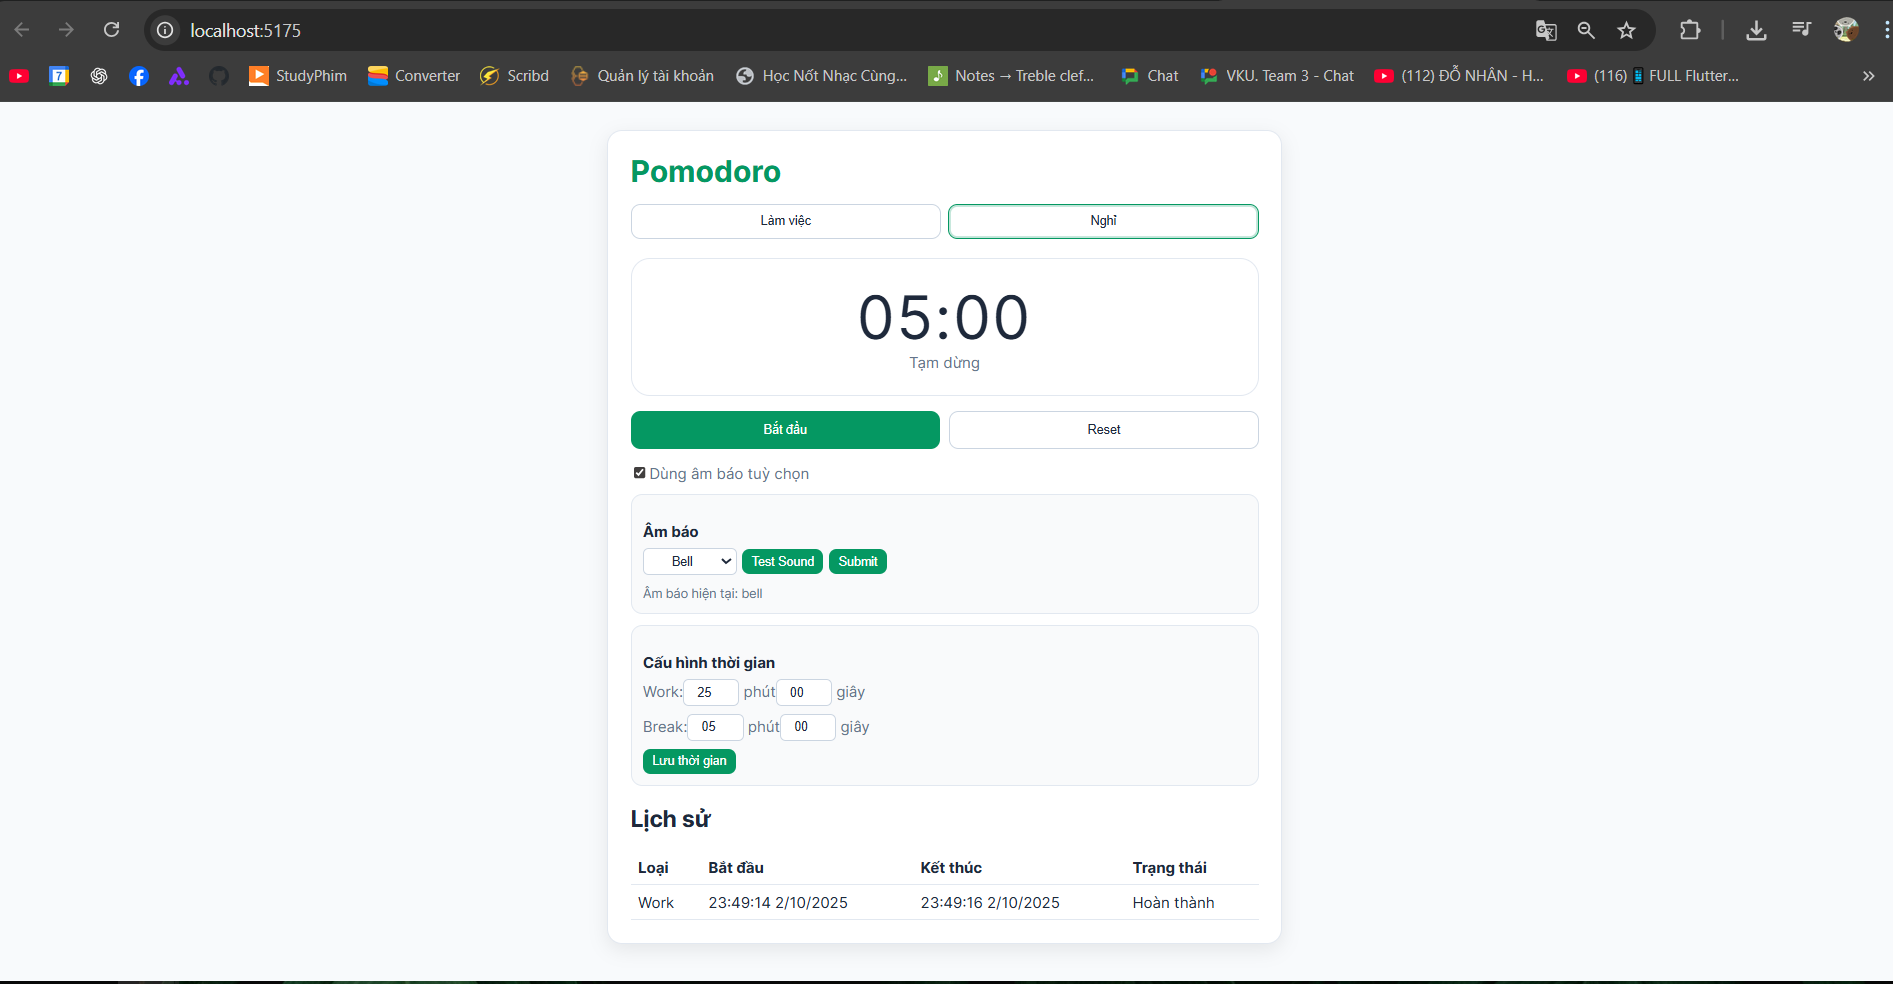 localhost:5175
7
StudyPhim
Converter
Scribd
Quản lý tài khoản
Học Nốt Nhạc Cùng...
Notes → Treble clef...
Chat
VKU. Team 3 - Chat
(112) ĐỖ NHÂN - H...
(116) FULL Flutter...
Pomodoro
Làm việc
Nghỉ
05:00
Tạm dừng
Bắt đầu
Reset
Dùng âm báo tuỳ chọn
Âm báo
Bell
Test Sound
Submit
Âm báo hiện tại: bell
Cấu hình thời gian
Work: 25 phút 00 giây
Break: 05 phút 00 giây
Lưu thời gian
Lịch sử
Loại Bắt đầu Kết thúc Trạng thái
Work 23:49:14 2/10/2025 23:49:16 2/10/2025 Hoàn thành